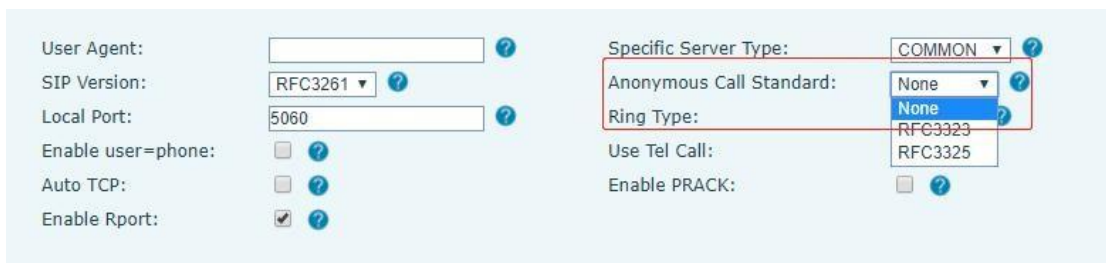 User Agent:
Specific Server Type: COMMON
SIP Version: RFC3261
Anonymous Call Standard: None
None
Local Port: 5060
Ring Type:
RFC3323
Enable user=phone:
Use Tel Call:
RFC3325
Auto TCP:
Enable PRACK:
Enable Rport: